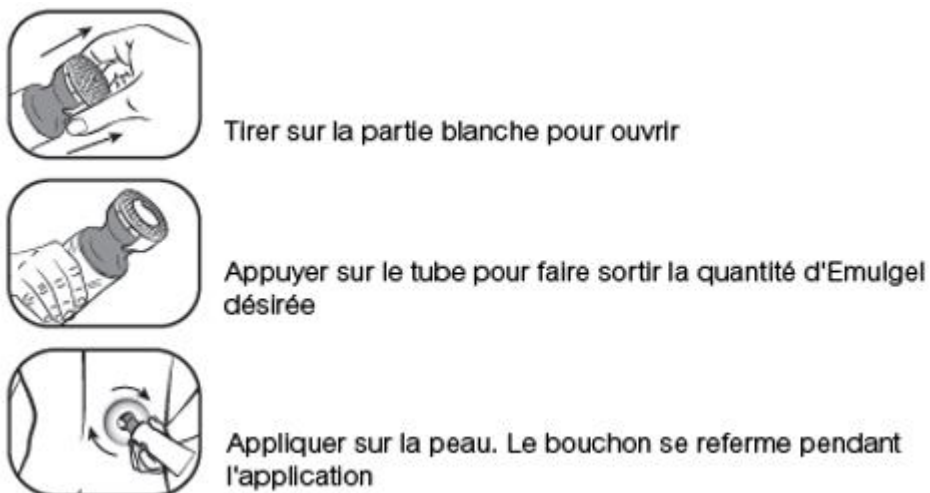 Tirer sur la partie blanche pour ouvrir
Appuyer sur le tube pour faire sortir la quantité d'Emulgel
désirée
Appliquer sur la peau. Le bouchon se referme pendant
l'application